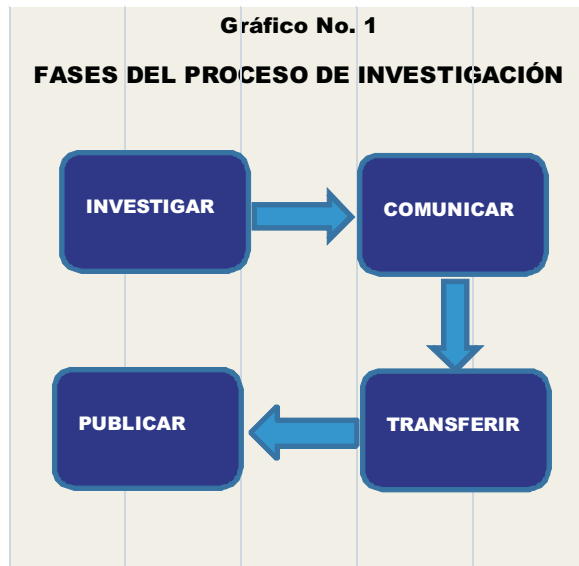 Gráfico No. 1
FASES DEL PROCESO DE INVESTIGACIÓN
INVESTIGAR
COMUNICAR
TRANSFERIR
PUBLICAR